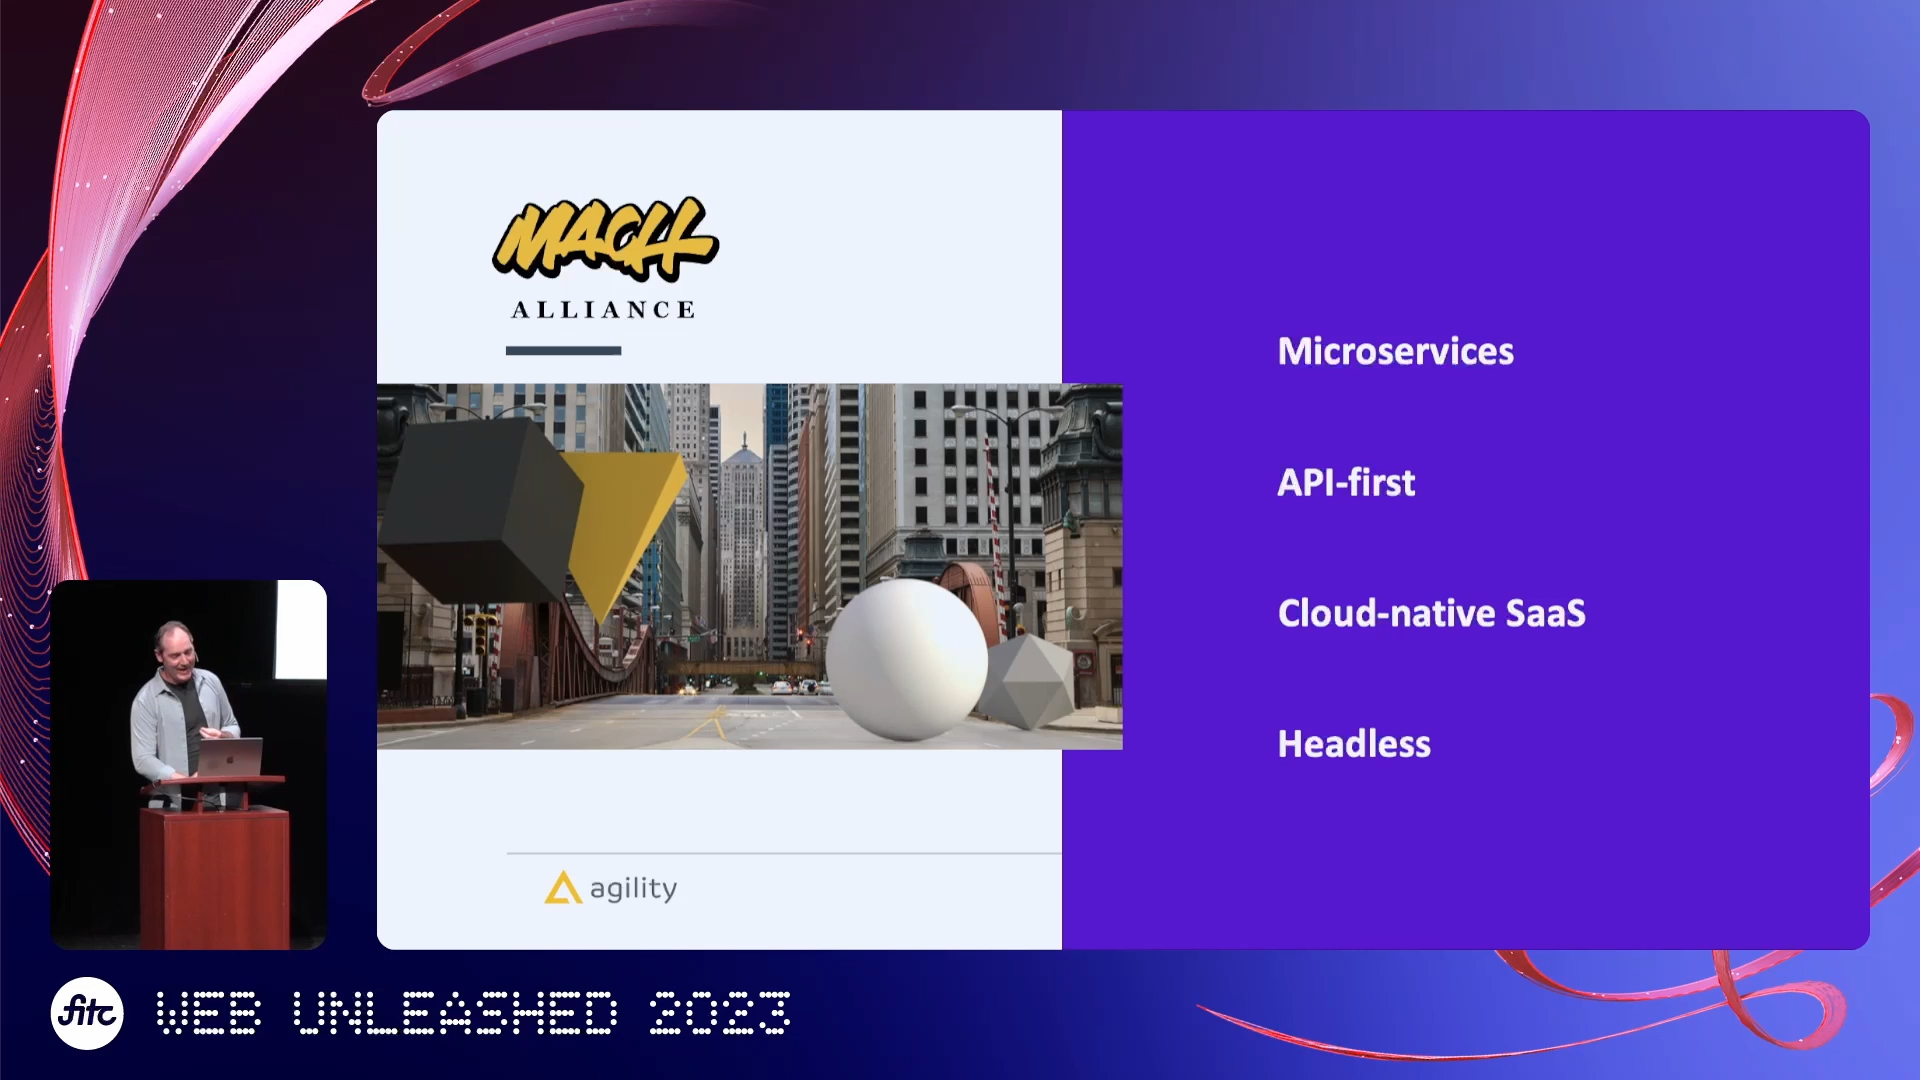 MACH
ALLIANCE
Microservices
API-first
Cloud-native SaaS
Headless
agility
fitc
WEB UNLEASHED 2023